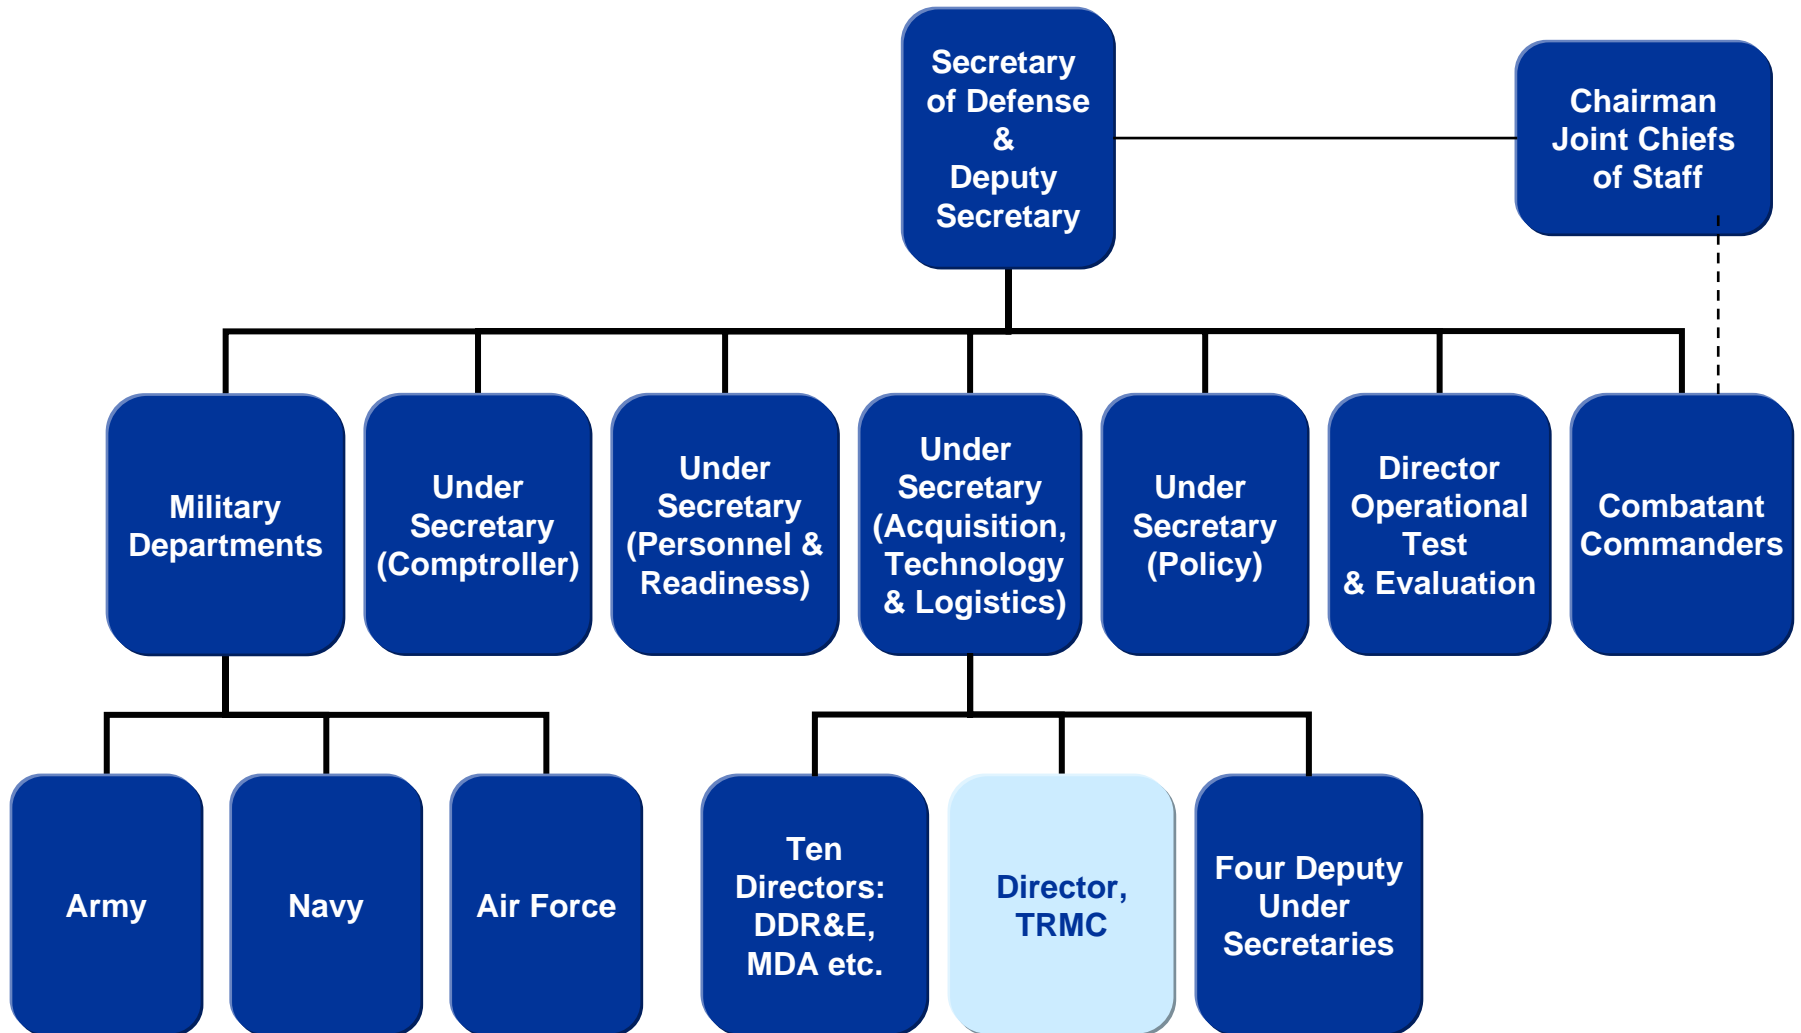 Secretary
of Defense
&
Deputy
Secretary
Chairman
Joint Chiefs
of Staff
Military
Departments
Under
Secretary
(Comptroller)
Under
Secretary
(Personnel &
Readiness)
Under
Secretary
(Acquisition,
Technology
& Logistics)
Under
Secretary
(Policy)
Director
Operational
Test
& Evaluation
Combatant
Commanders
Army
Navy
Air Force
Ten
Directors:
DDR&E,
MDA etc.
Director,
TRMC
Four Deputy
Under
Secretaries